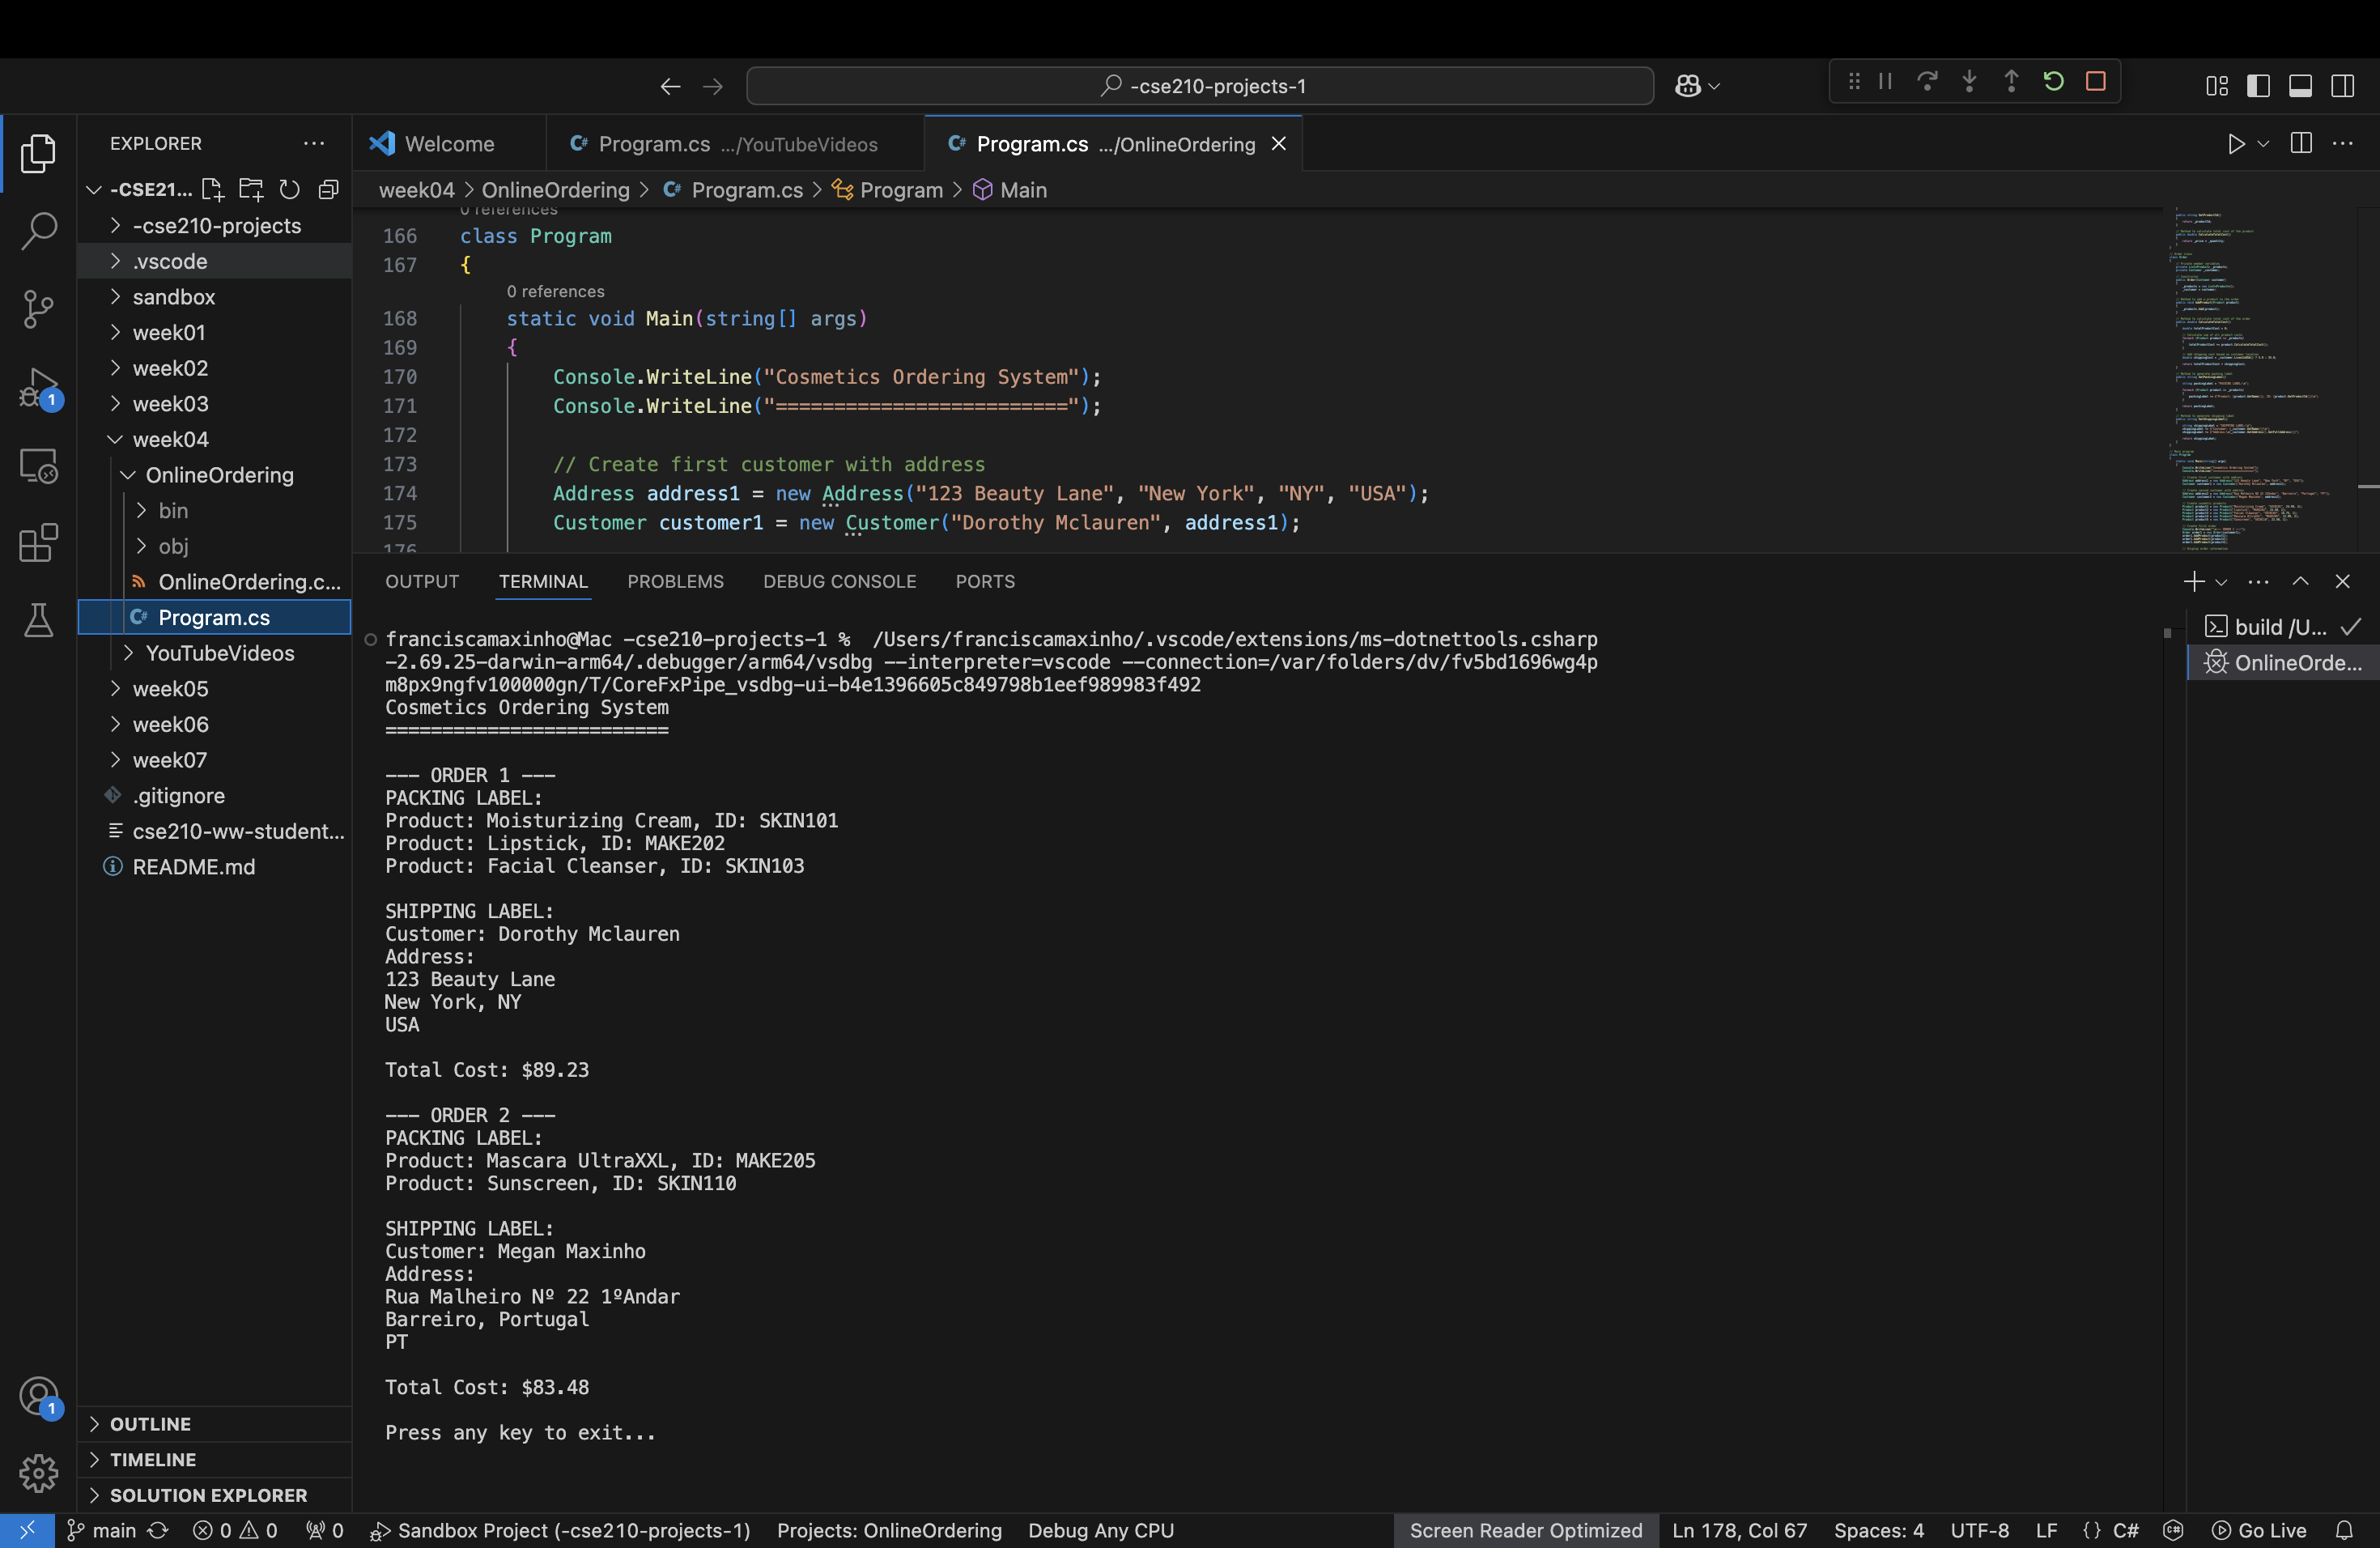 -cse210-projects-1
EXPLORER
Welcome
Program.cs .../YouTubeVideos
Program.cs .../OnlineOrdering
-CSE21...
week04 > OnlineOrdering > Program.cs > Program > Main
-cse210-projects
.vscode
sandbox
week01
week02
week03
week04
OnlineOrdering
bin
obj
OnlineOrdering.c...
Program.cs
YouTubeVideos
week05
week06
week07
.gitignore
cse210-ww-student...
README.md
OUTLINE
TIMELINE
SOLUTION EXPLORER
1
1
0 references
166 class Program
167 {
0 references
168 static void Main(string[] args)
169 {
170 Console.WriteLine("Cosmetics Ordering System");
171 Console.WriteLine("=========================");
172
173 // Create first customer with address
174 Address address1 = new Address("123 Beauty Lane", "New York", "NY", "USA");
175 Customer customer1 = new Customer("Dorothy Mclauren", address1);
176
OUTPUT TERMINAL PROBLEMS DEBUG CONSOLE PORTS
franciscamaxinho@Mac -cse210-projects-1 % /Users/franciscamaxinho/.vscode/extensions/ms-dotnettools.csharp
-2.69.25-darwin-arm64/.debugger/arm64/vsdbg --interpreter=vscode --connection=/var/folders/dv/fv5bd1696wg4p
m8px9ngfv100000gn/T/CoreFxPipe_vsdbg-ui-b4e1396605c849798b1eef989983f492
Cosmetics Ordering System
=========================
--- ORDER 1 ---
PACKING LABEL:
Product: Moisturizing Cream, ID: SKIN101
Product: Lipstick, ID: MAKE202
Product: Facial Cleanser, ID: SKIN103
SHIPPING LABEL:
Customer: Dorothy Mclauren
Address:
123 Beauty Lane
New York, NY
USA
Total Cost: $89.23
--- ORDER 2 ---
PACKING LABEL:
Product: Mascara UltraXXL, ID: MAKE205
Product: Sunscreen, ID: SKIN110
SHIPPING LABEL:
Customer: Megan Maxinho
Address:
Rua Malheiro Nº 22 1ºAndar
Barreiro, Portugal
PT
Total Cost: $83.48
Press any key to exit...
build /U...
OnlineOrde...
main 0 0 0 Sandbox Project (-cse210-projects-1) Projects: OnlineOrdering Debug Any CPU Screen Reader Optimized Ln 178, Col 67 Spaces: 4 UTF-8 LF {} C# Go Live